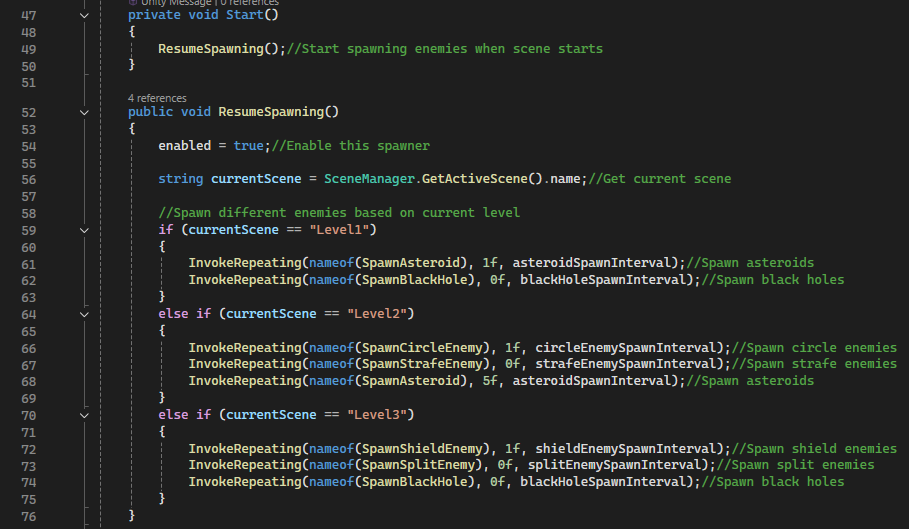 Unity Message | 0 references
47 private void Start()
48 {
49 ResumeSpawning();//Start spawning enemies when scene starts
50 }
51
4 references
52 public void ResumeSpawning()
53 {
54 enabled = true;//Enable this spawner
55
56 string currentScene = SceneManager.GetActiveScene().name;//Get current scene
57
58 //Spawn different enemies based on current level
59 if (currentScene == "Level1")
60 {
61 InvokeRepeating(nameof(SpawnAsteroid), 1f, asteroidSpawnInterval);//Spawn asteroids
62 InvokeRepeating(nameof(SpawnBlackHole), 0f, blackHoleSpawnInterval);//Spawn black holes
63 }
64 else if (currentScene == "Level2")
65 {
66 InvokeRepeating(nameof(SpawnCircleEnemy), 1f, circleEnemySpawnInterval);//Spawn circle enemies
67 InvokeRepeating(nameof(SpawnStrafeEnemy), 0f, strafeEnemySpawnInterval);//Spawn strafe enemies
68 InvokeRepeating(nameof(SpawnAsteroid), 5f, asteroidSpawnInterval);//Spawn asteroids
69 }
70 else if (currentScene == "Level3")
71 {
72 InvokeRepeating(nameof(SpawnShieldEnemy), 1f, shieldEnemySpawnInterval);//Spawn shield enemies
73 InvokeRepeating(nameof(SpawnSplitEnemy), 0f, splitEnemySpawnInterval);//Spawn split enemies
74 InvokeRepeating(nameof(SpawnBlackHole), 0f, blackHoleSpawnInterval);//Spawn black holes
75 }
76 }